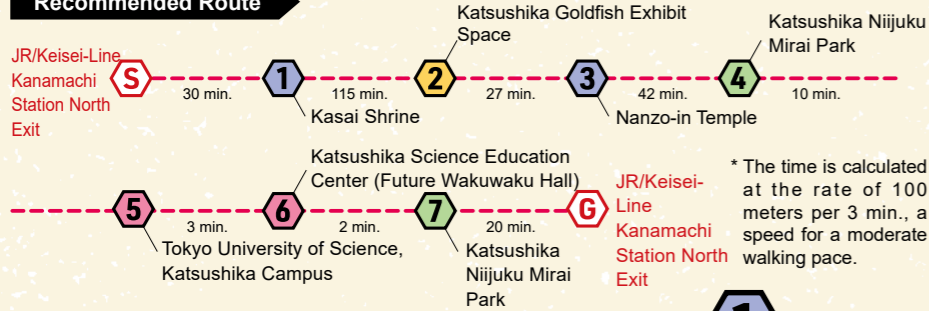 Recommended Route
Katsushika Goldfish Exhibit
Space
Katsushika Niijuku
Mirai Park
JR/Keisei-Line
Kanamachi
Station North
Exit
S
1
2
3
4
30 min.
115 min.
27 min.
42 min.
10 min.
Kasai Shrine
Nanzo-in Temple
Katsushika Science Education
Center (Future Wakuwaku Hall)
5
6
7
G
3 min.
2 min.
20 min.
Tokyo University of Science,
Katsushika Campus
Katsushika
Niijuku Mirai
Park
JR/Keisei-
Line
Kanamachi
Station North
Exit
* The time is calculated
at the rate of 100
meters per 3 min., a
speed for a moderate
walking pace.
1